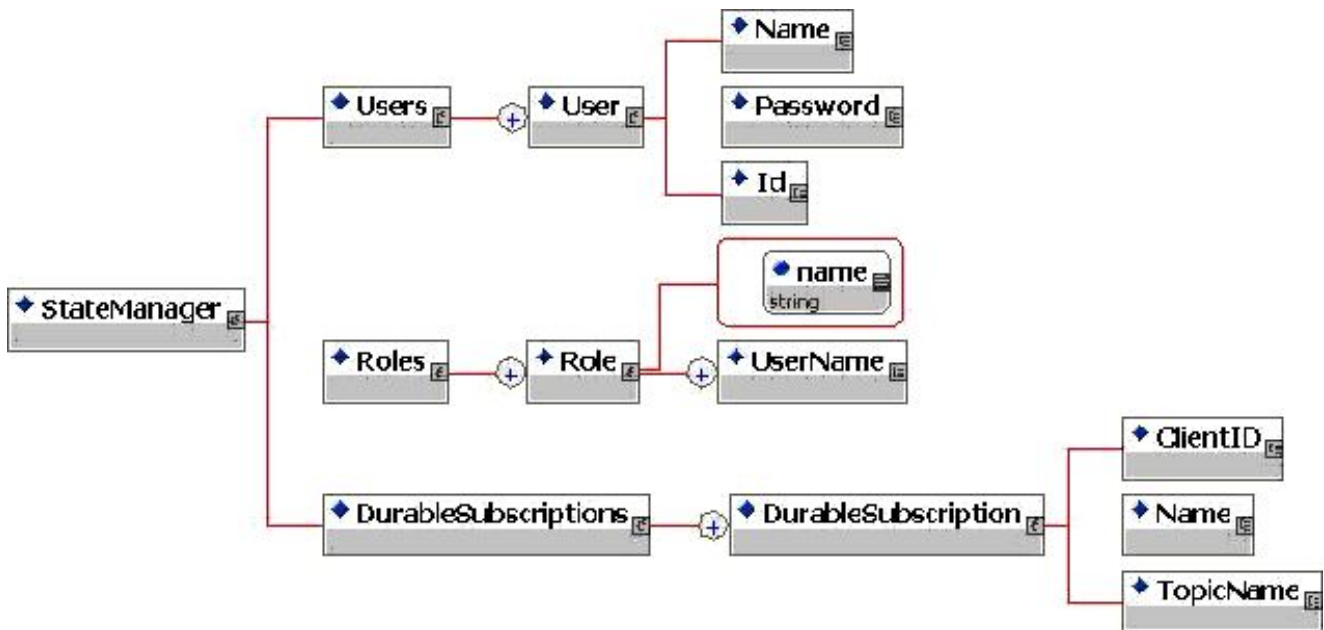 Name
Users
User
Password
Id
name
string
StateManager
Roles
Role
UserName
ClientID
DurableSubscriptions
DurableSubscription
Name
TopicName